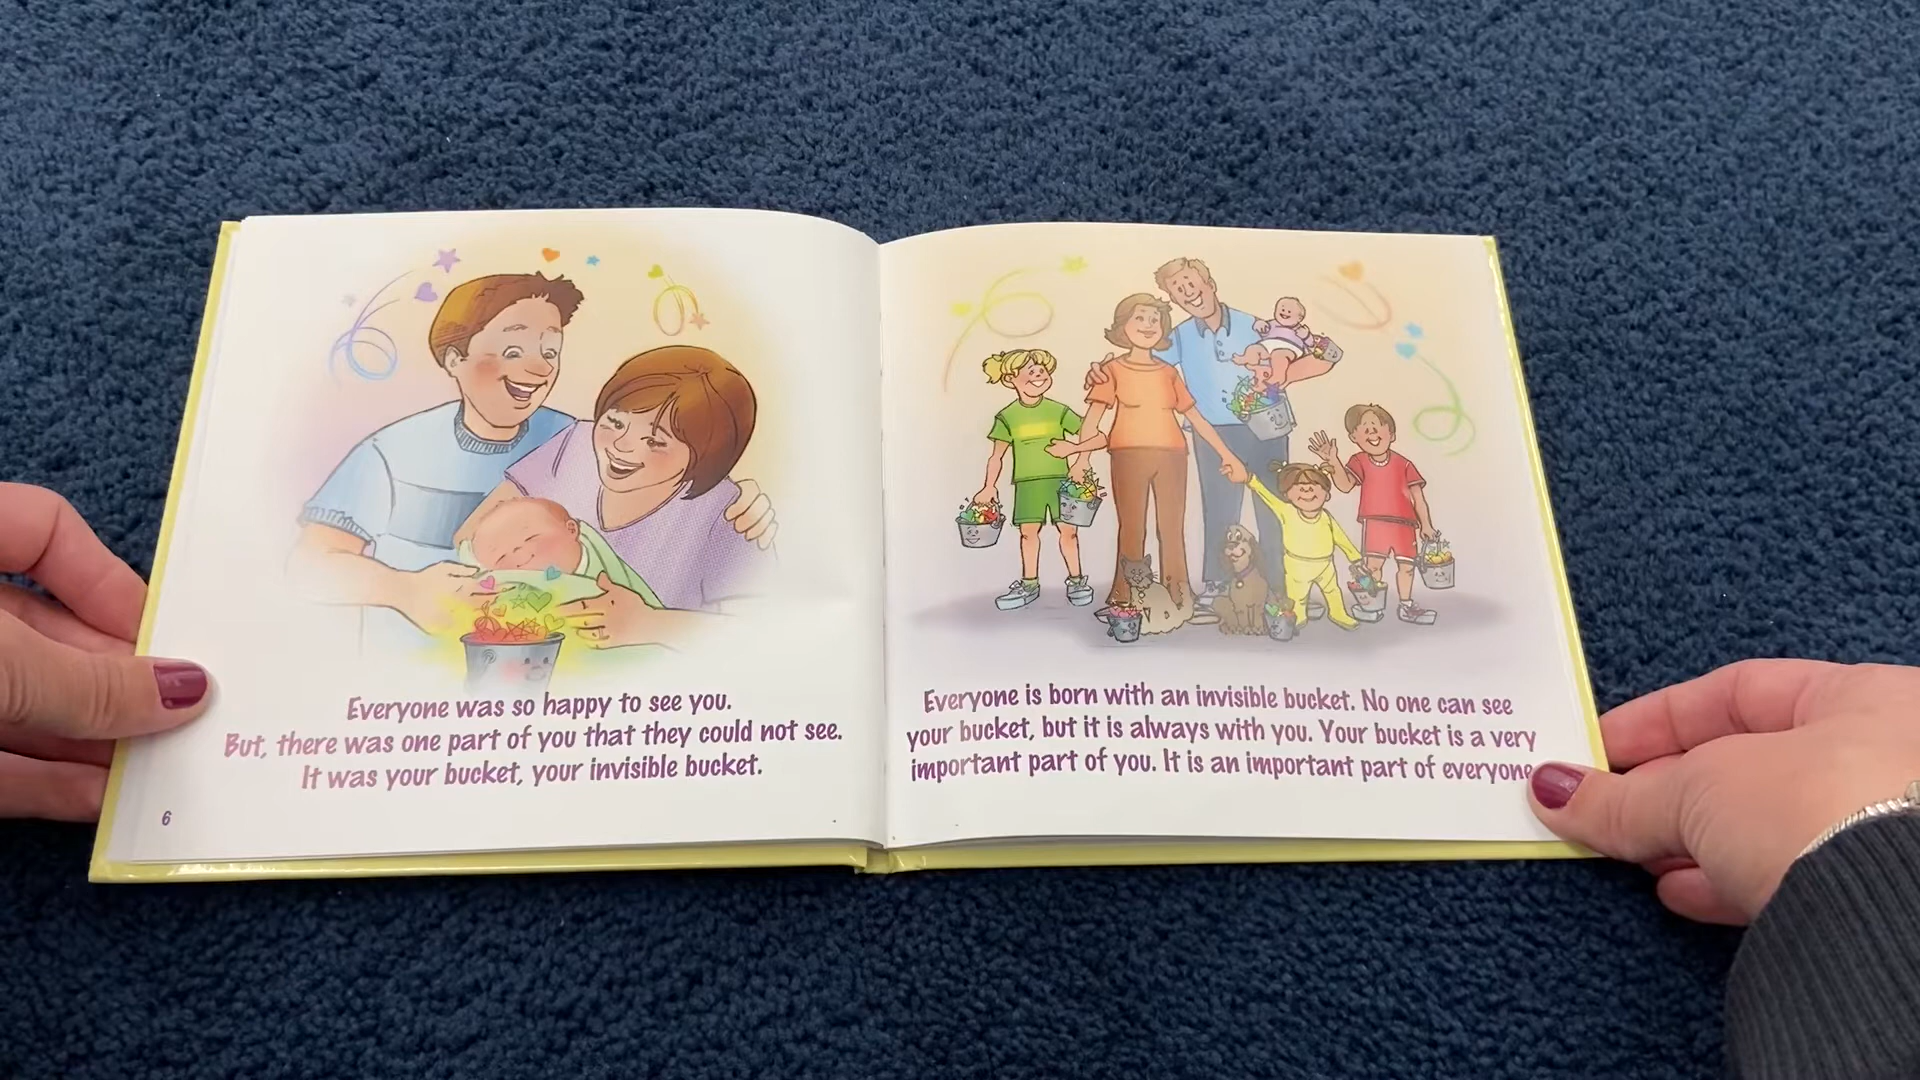 Everyone was so happy to see you.
But, there was one part of you that they could not see.
It was your bucket, your invisible bucket.
6
Everyone is born with an invisible bucket. No one can see
your bucket, but it is always with you. Your bucket is a very
important part of you. It is an important part of everyone